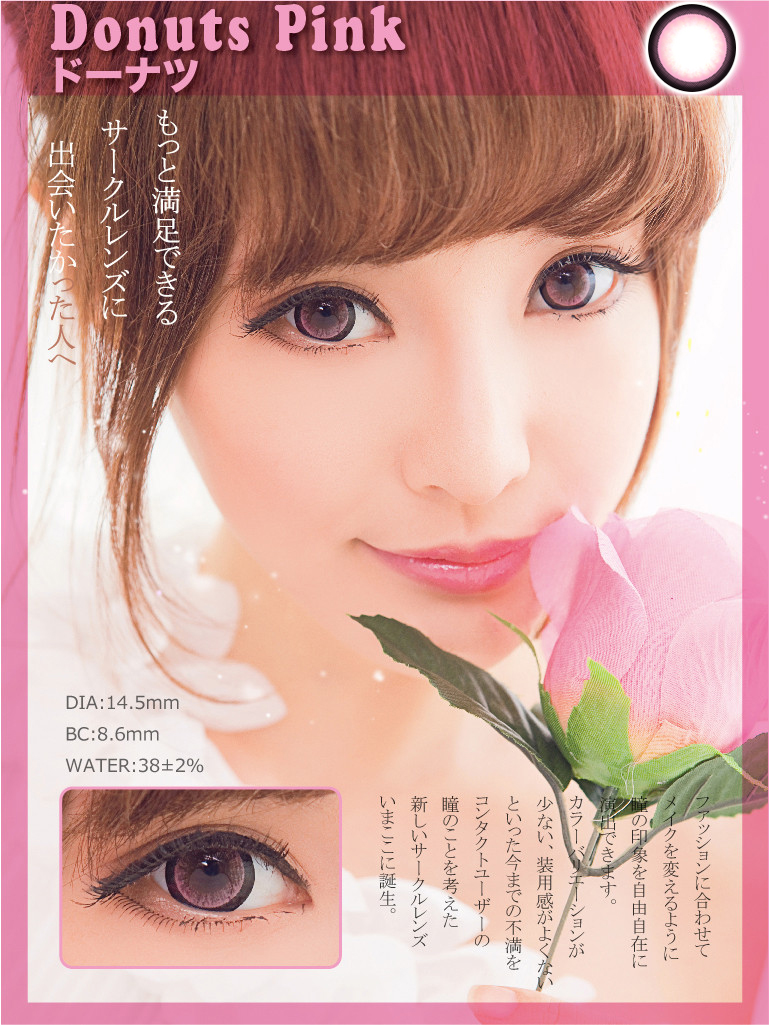 Donuts Pink
ドーナツ
もっと満足できる
サークルレンズに
出会いたかった人へ
DIA:14.5mm
BC:8.6mm
WATER:38±2%
ファッションに合わせて
メイクを変えるように
瞳の印象を自由自在に
演出できます。
カラーバリエーションが
少ない、装用感がよくない
といった今までの不満を
コンタクトユーザーの
瞳のことを考えた
新しいサークルレンズ
いまここに誕生。